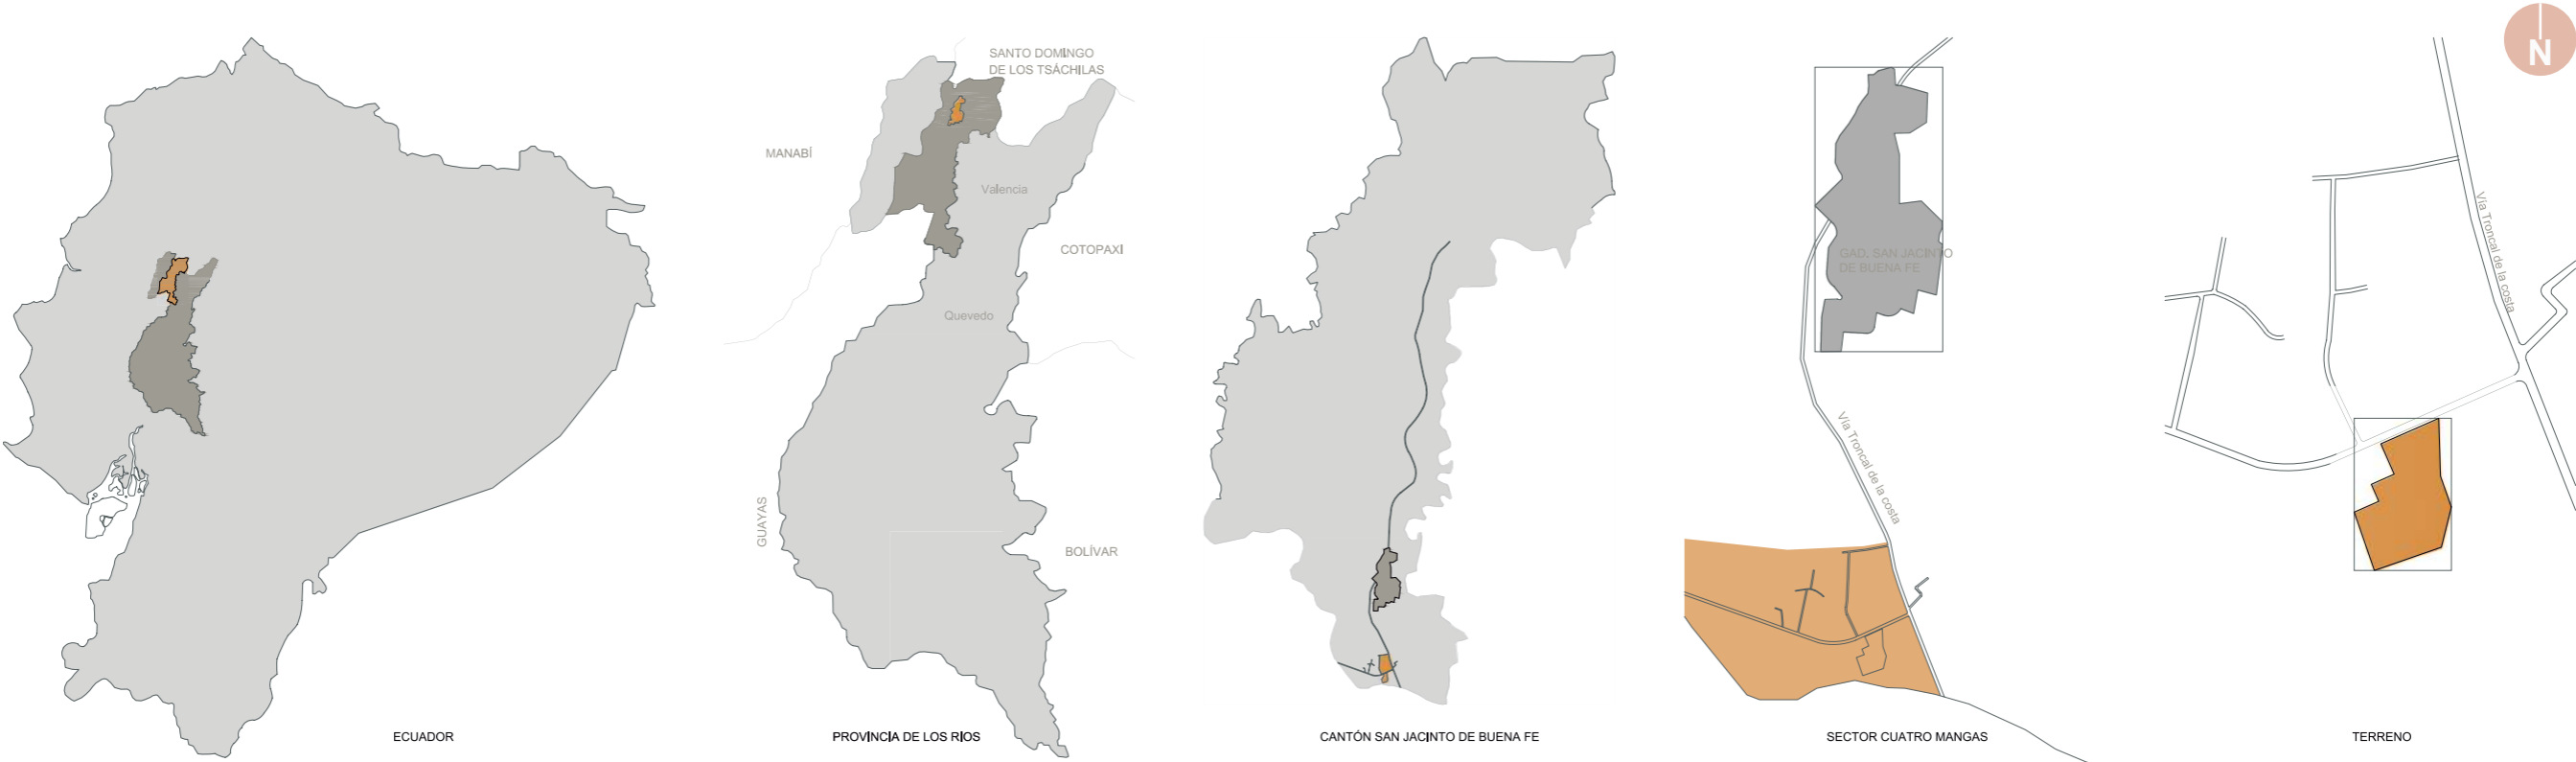 N
SANTO DOMINGO
DE LOS TSÁCHILAS
MANABÍ
Valencia
COTOPAXI
Quevedo
GUAYAS
BOLÍVAR
GAD. SAN JACINTO
DE BUENA FE
Vía Troncal de la costa
Vía Troncal de la costa
ECUADOR
PROVINCIA DE LOS RÍOS
CANTÓN SAN JACINTO DE BUENA FE
SECTOR CUATRO MANGAS
TERRENO